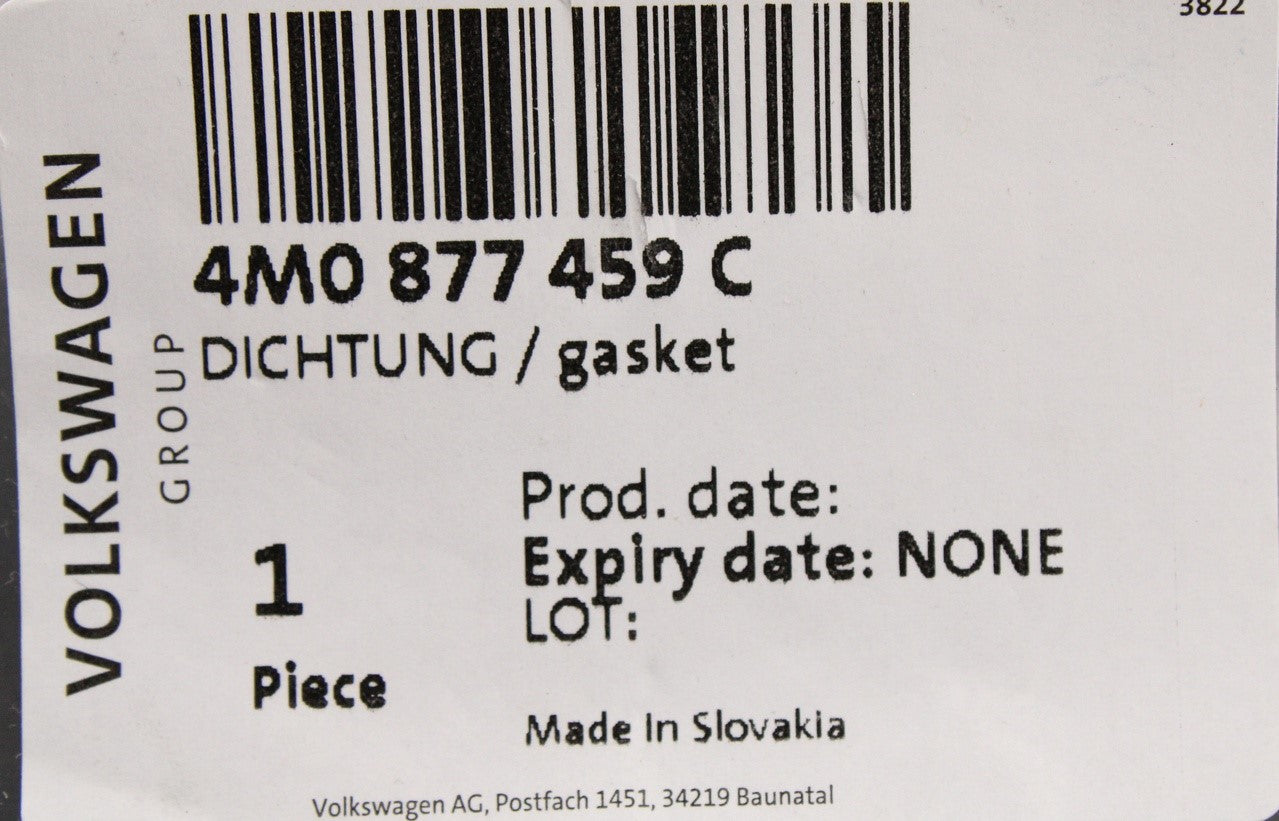 3822
VOLKSWAGEN
GROUP
4M0 877 459 C
DICHTUNG / gasket
Prod. date:
Expiry date: NONE
LOT:
1
Piece
Made In Slovakia
Volkswagen AG, Postfach 1451, 34219 Baunatal